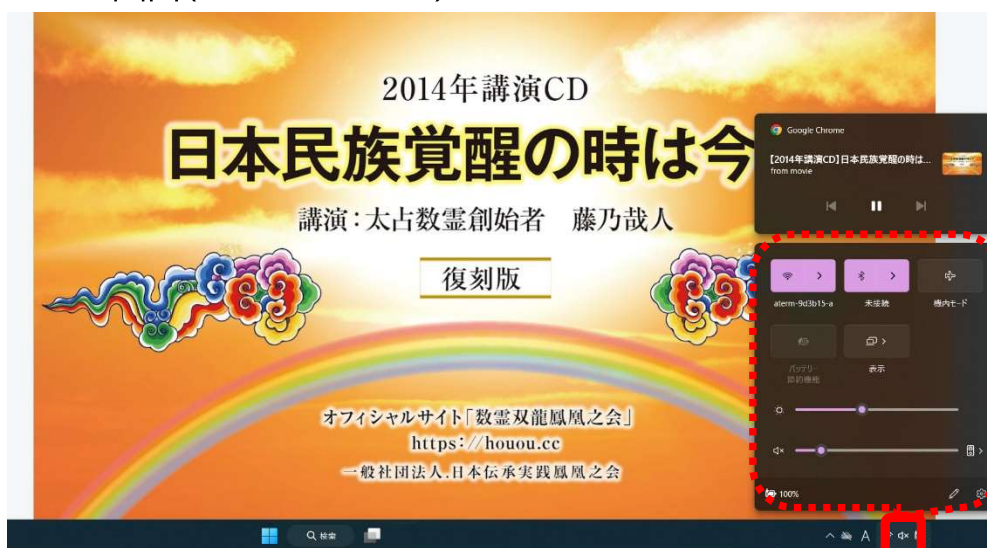 2014年講演CD
日本民族覚醒の時は今
講演：太占数霊創始者　藤乃哉人
復刻版
オフィシャルサイト「数霊双龍鳳凰之会」
https://houou.cc
一般社団法人.日本伝承実践鳳凰之会
Google Chrome
【2014年講演CD】日本民族覚醒の時は...
from movie
aterm-9d3b15-a
未接続
機内モード
バッテリー
節約機能
表示
100%
検索
A